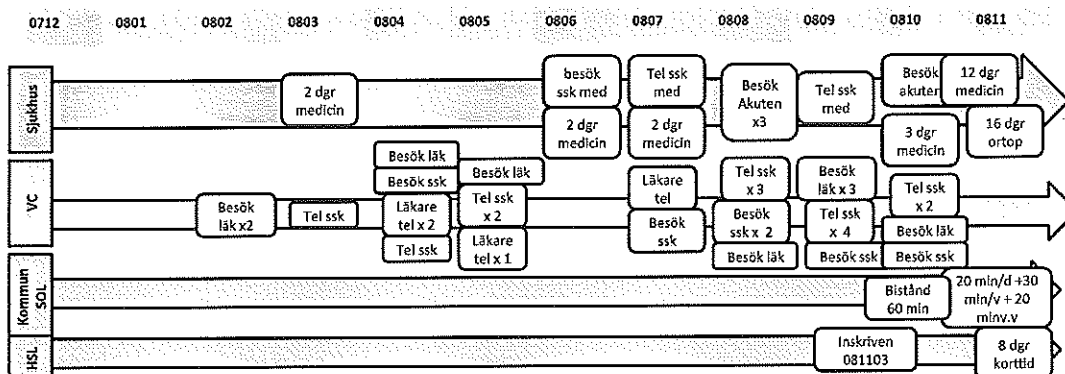 0712 0801 0802 0803 0804 0805 0806 0807 0808 0809 0810 0811
Sjukhus
2 dgr
medicin
besök
ssk med
2 dgr
medicin
Tel ssk
med
2 dgr
medicin
Besök
Akuten
x3
Tel ssk
med
Besök
akuten
3 dgr
medicin
12 dgr
medicin
16 dgr
ortop
VC
Besök
läk x2
Tel ssk
Besök läk
Besök ssk
Läkare
tel x 2
Tel ssk
Besök läk
Tel ssk
x 2
Läkare
tel x 1
Läkare
tel
Besök
ssk
Tel ssk
x 3
Besök
ssk x 2
Besök läk
Besök
läk x 3
Tel ssk
x 4
Besök ssk
Tel ssk
x 2
Besök läk
Besök ssk
Kommun
SOL
Bistånd
60 min
20 min/d +30
min/v + 20
minv.v
HSL
Inskriven
081103
8 dgr
korttid